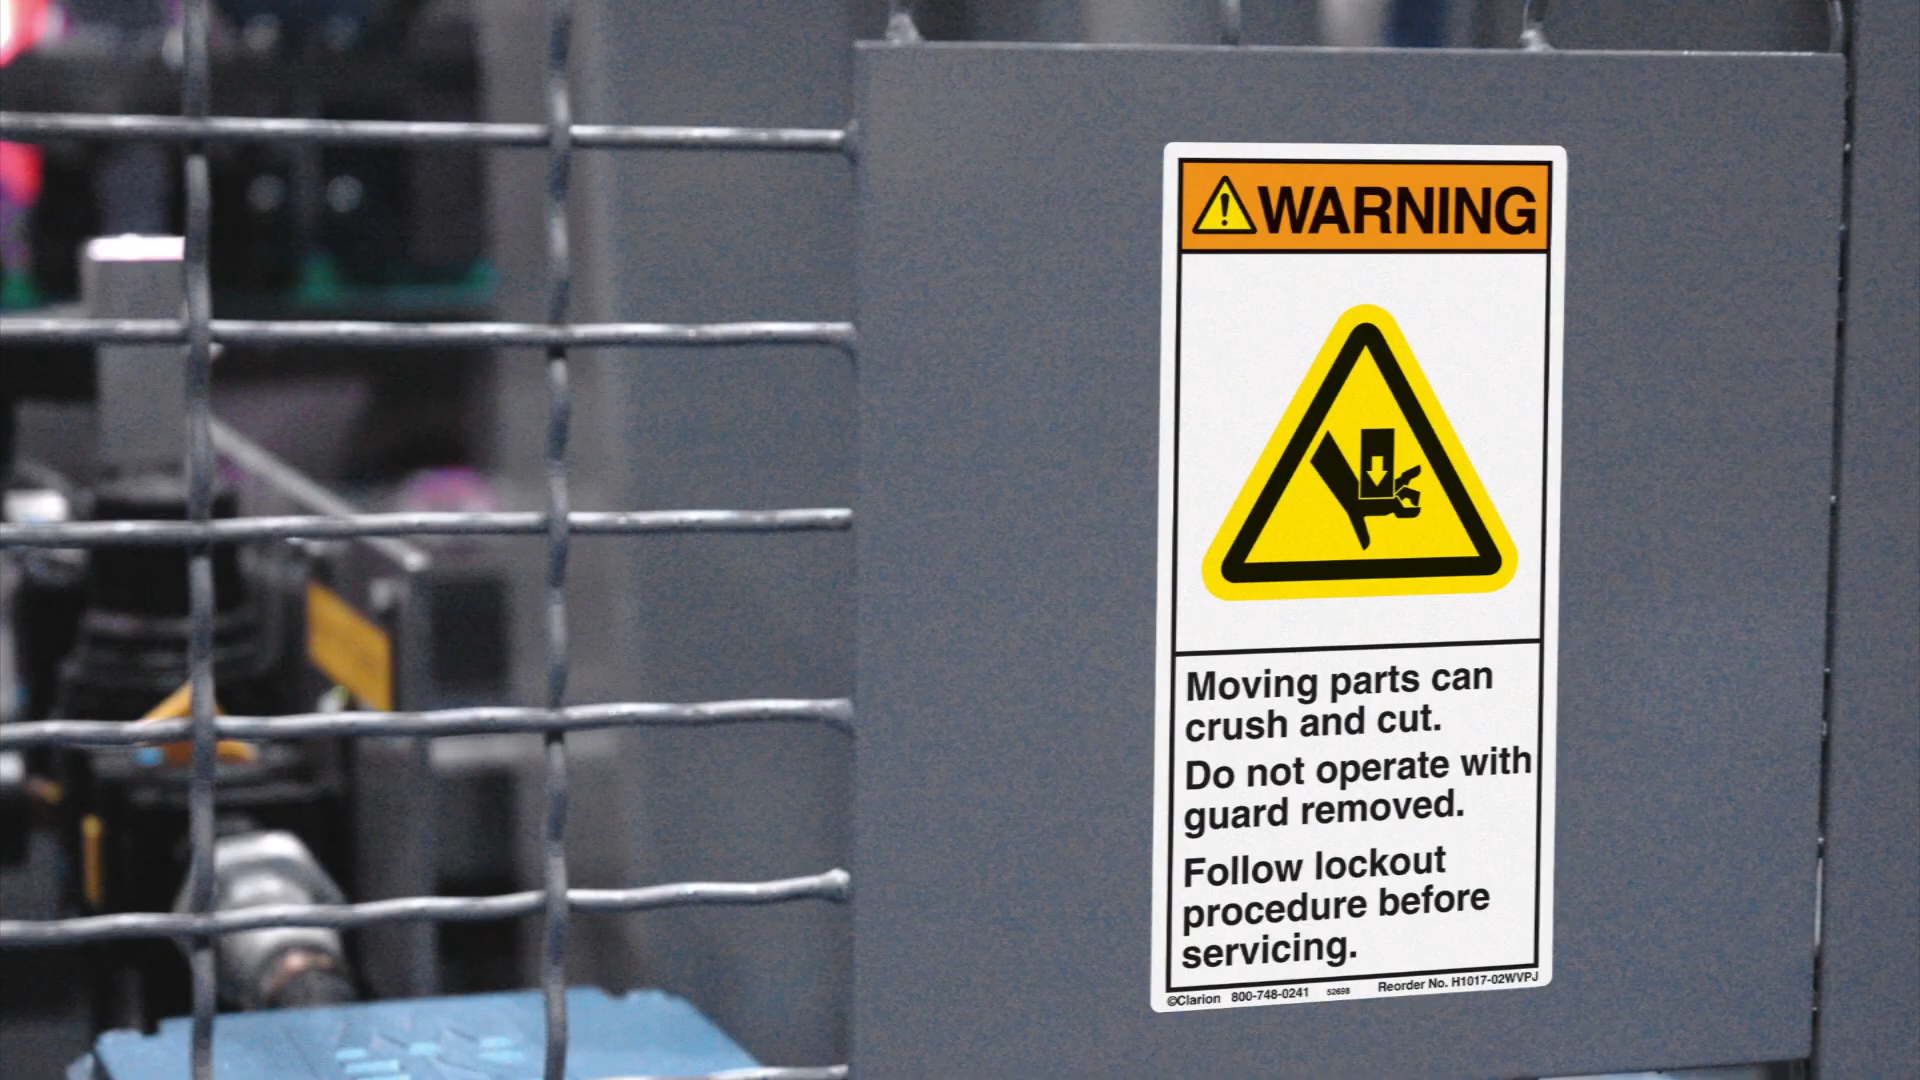 WARNING
Moving parts can
crush and cut.
Do not operate with
guard removed.
Follow lockout
procedure before
servicing.
©Clarion 800-748-0241 52698 Reorder No. H1017-02WVPJ